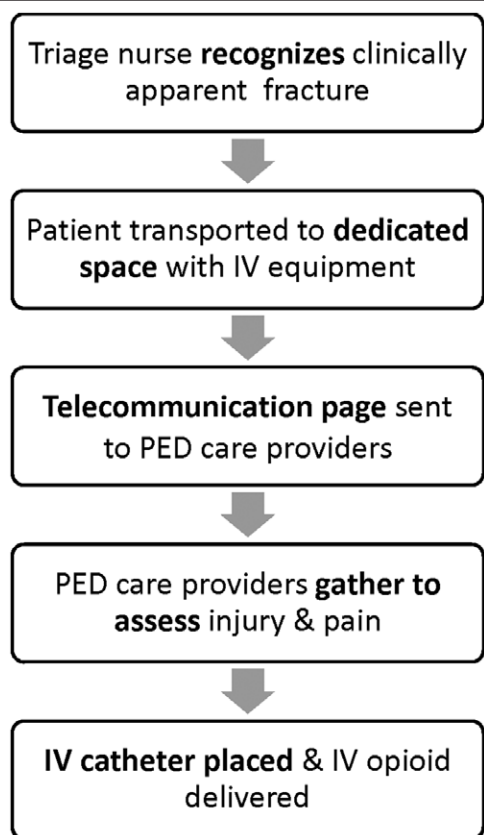 Triage nurse recognizes clinically
apparent fracture
Patient transported to dedicated
space with IV equipment
Telecommunication page sent
to PED care providers
PED care providers gather to
assess injury & pain
IV catheter placed & IV opioid
delivered